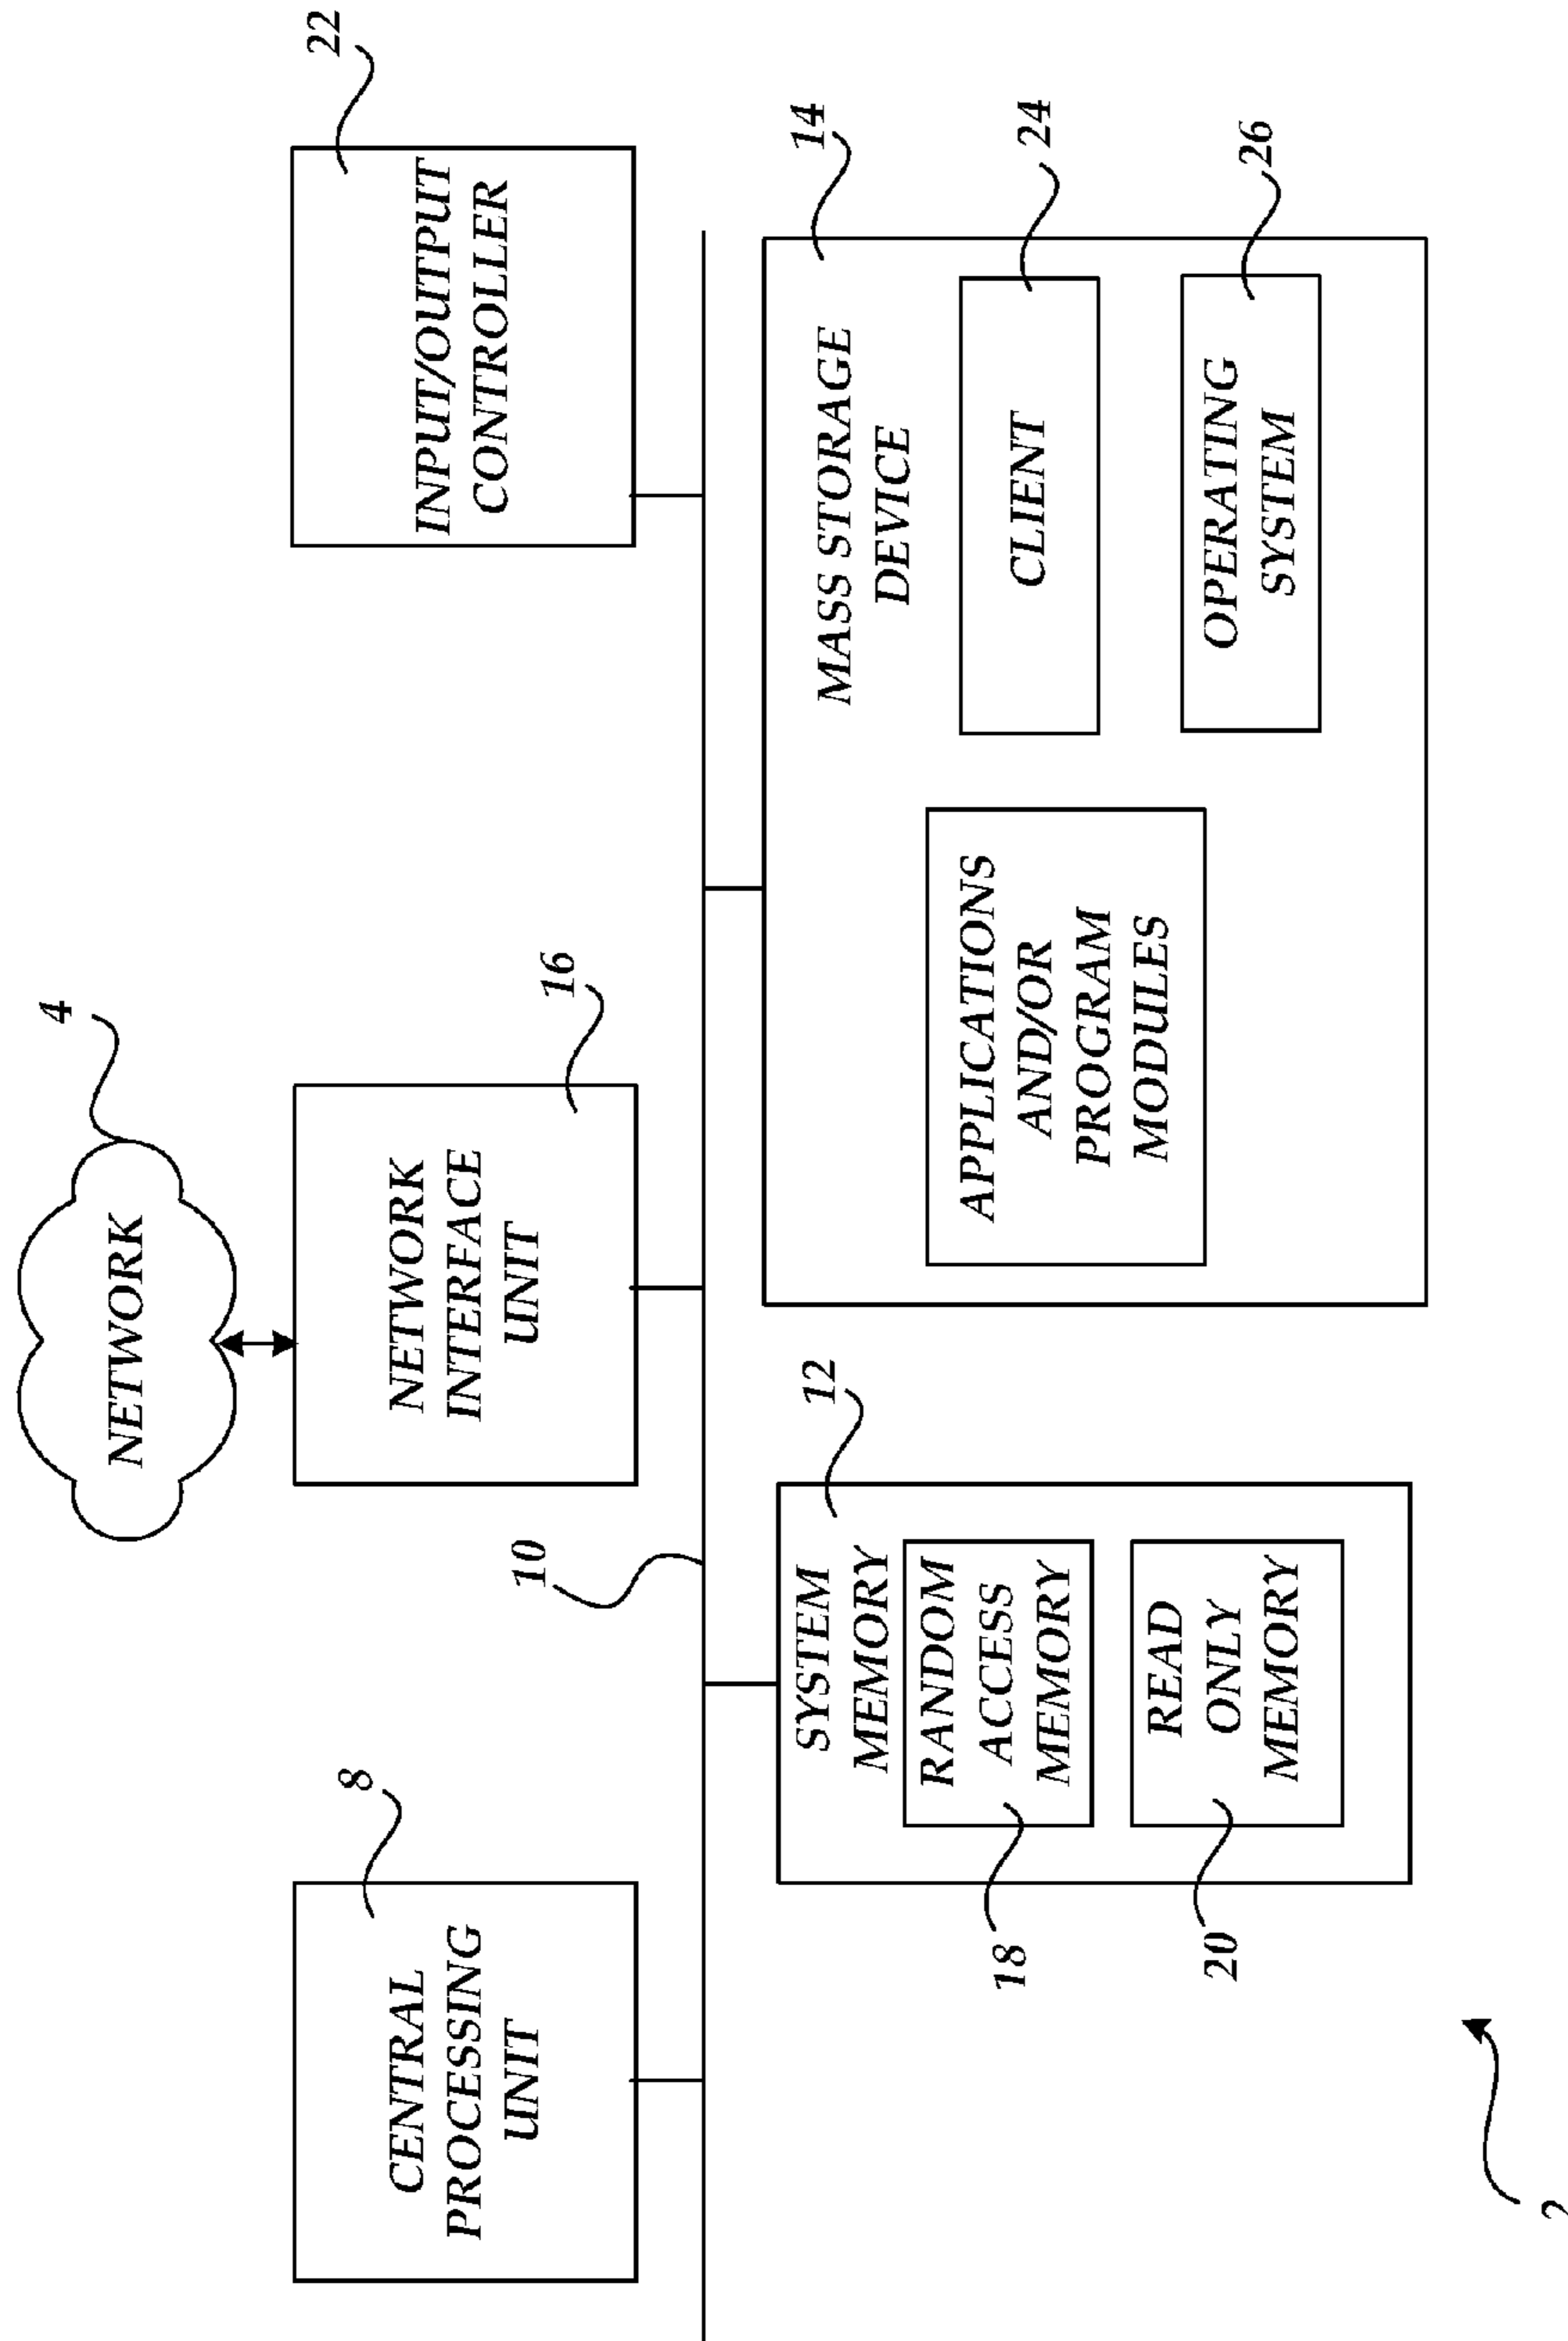 4
NETWORK
8
CENTRAL
PROCESSING
UNIT
16
NETWORK
INTERFACE
UNIT
22
INPUT/OUTPUT
CONTROLLER
10
12
SYSTEM
MEMORY
RANDOM
ACCESS
MEMORY
18
READ
ONLY
MEMORY
20
14
MASS STORAGE
DEVICE
APPLICATIONS
AND/OR
PROGRAM
MODULES
24
CLIENT
26
OPERATING
SYSTEM
2